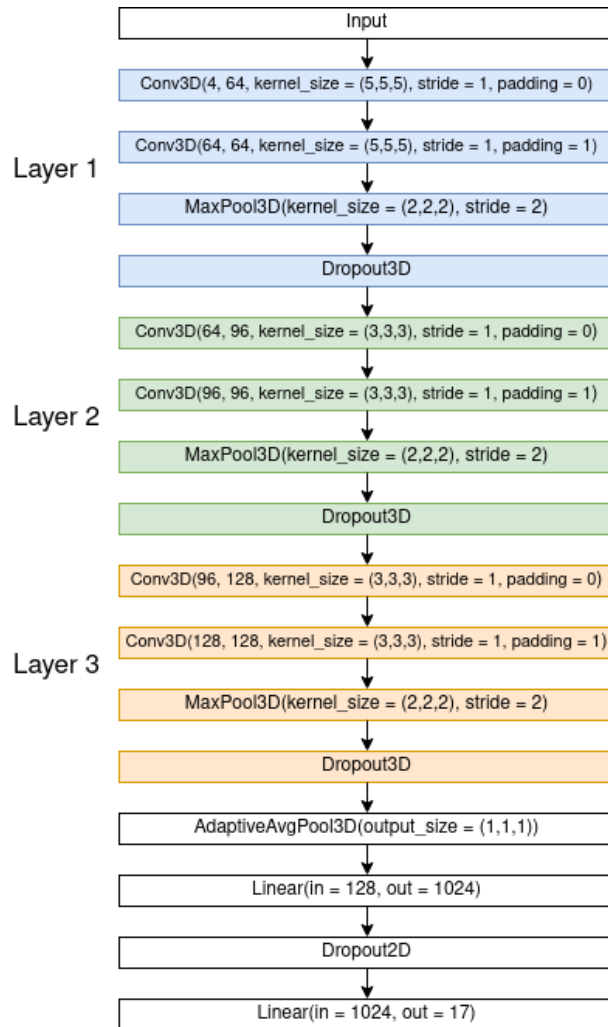 Input
Conv3D(4, 64, kernel_size = (5,5,5), stride = 1, padding = 0)
Conv3D(64, 64, kernel_size = (5,5,5), stride = 1, padding = 1)
Layer 1
MaxPool3D(kernel_size = (2,2,2), stride = 2)
Dropout3D
Conv3D(64, 96, kernel_size = (3,3,3), stride = 1, padding = 0)
Conv3D(96, 96, kernel_size = (3,3,3), stride = 1, padding = 1)
Layer 2
MaxPool3D(kernel_size = (2,2,2), stride = 2)
Dropout3D
Conv3D(96, 128, kernel_size = (3,3,3), stride = 1, padding = 0)
Conv3D(128, 128, kernel_size = (3,3,3), stride = 1, padding = 1)
Layer 3
MaxPool3D(kernel_size = (2,2,2), stride = 2)
Dropout3D
AdaptiveAvgPool3D(output_size = (1,1,1))
Linear(in = 128, out = 1024)
Dropout2D
Linear(in = 1024, out = 17)